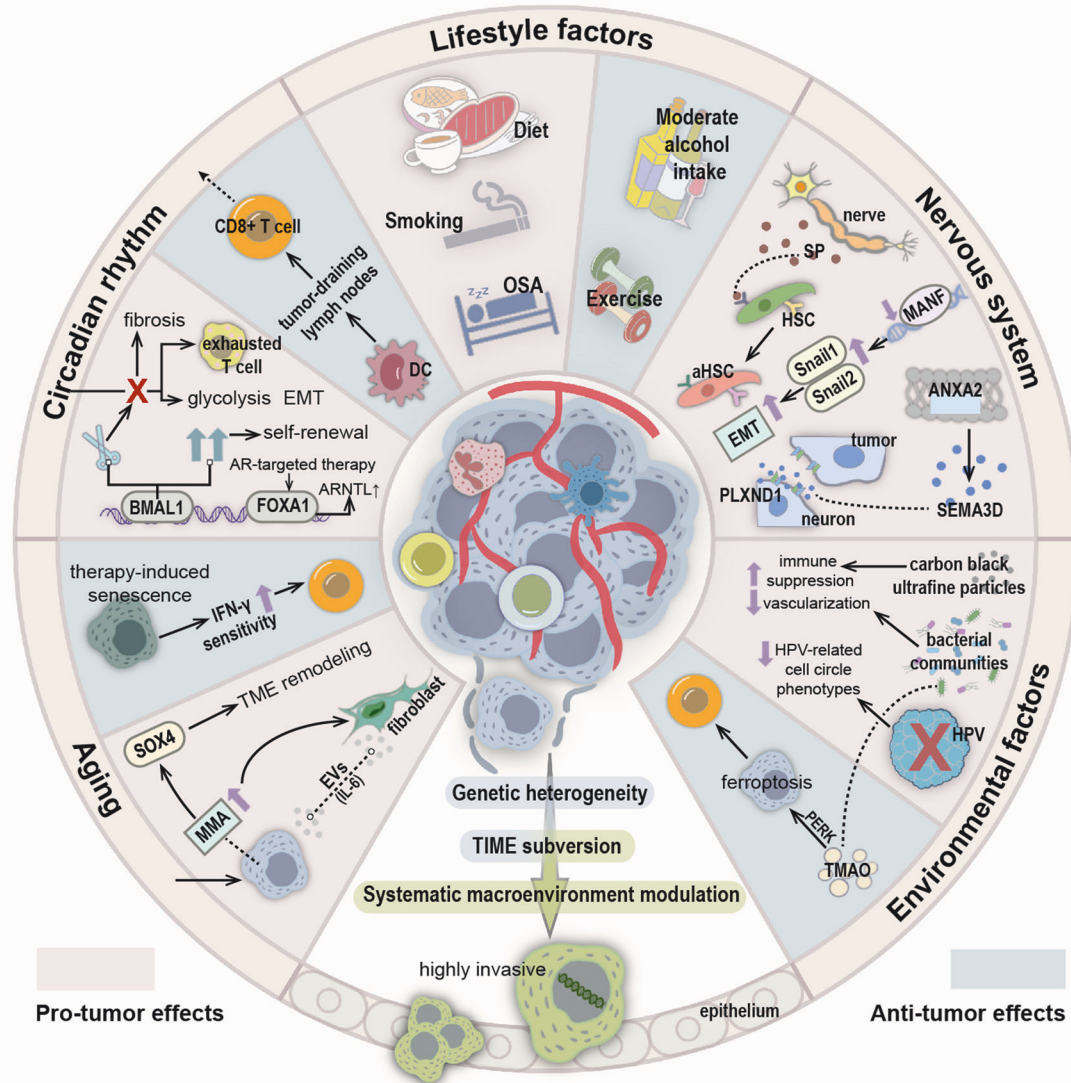 Lifestyle factors
Diet
Smoking
zzz
OSA
Moderate
alcohol
intake
Exercise
Nervous system
nerve
SP
HSC
aHSC
MANF
Snail1
Snail2
EMT
ANXA2
tumor
PLXND1
neuron
SEMA3D
Environmental factors
immune
suppression
vascularization
carbon black
ultrafine particles
bacterial
communities
HPV-related
cell circle
phenotypes
X
HPV
ferroptosis
PERK
TMAO
Circadian rhythm
CD8+ T cell
tumor-draining
lymph nodes
DC
fibrosis
exhausted
T cell
X
glycolysis EMT
self-renewal
AR-targeted therapy
ARNTL↑
BMAL1
FOXA1
Aging
therapy-induced
senescence
IFN-γ
sensitivity
TME remodeling
SOX4
fibroblast
MMA
EVs
(IL-6)
Genetic heterogeneity
TIME subversion
Systematic macroenvironment modulation
highly invasive
epithelium
Pro-tumor effects
Anti-tumor effects